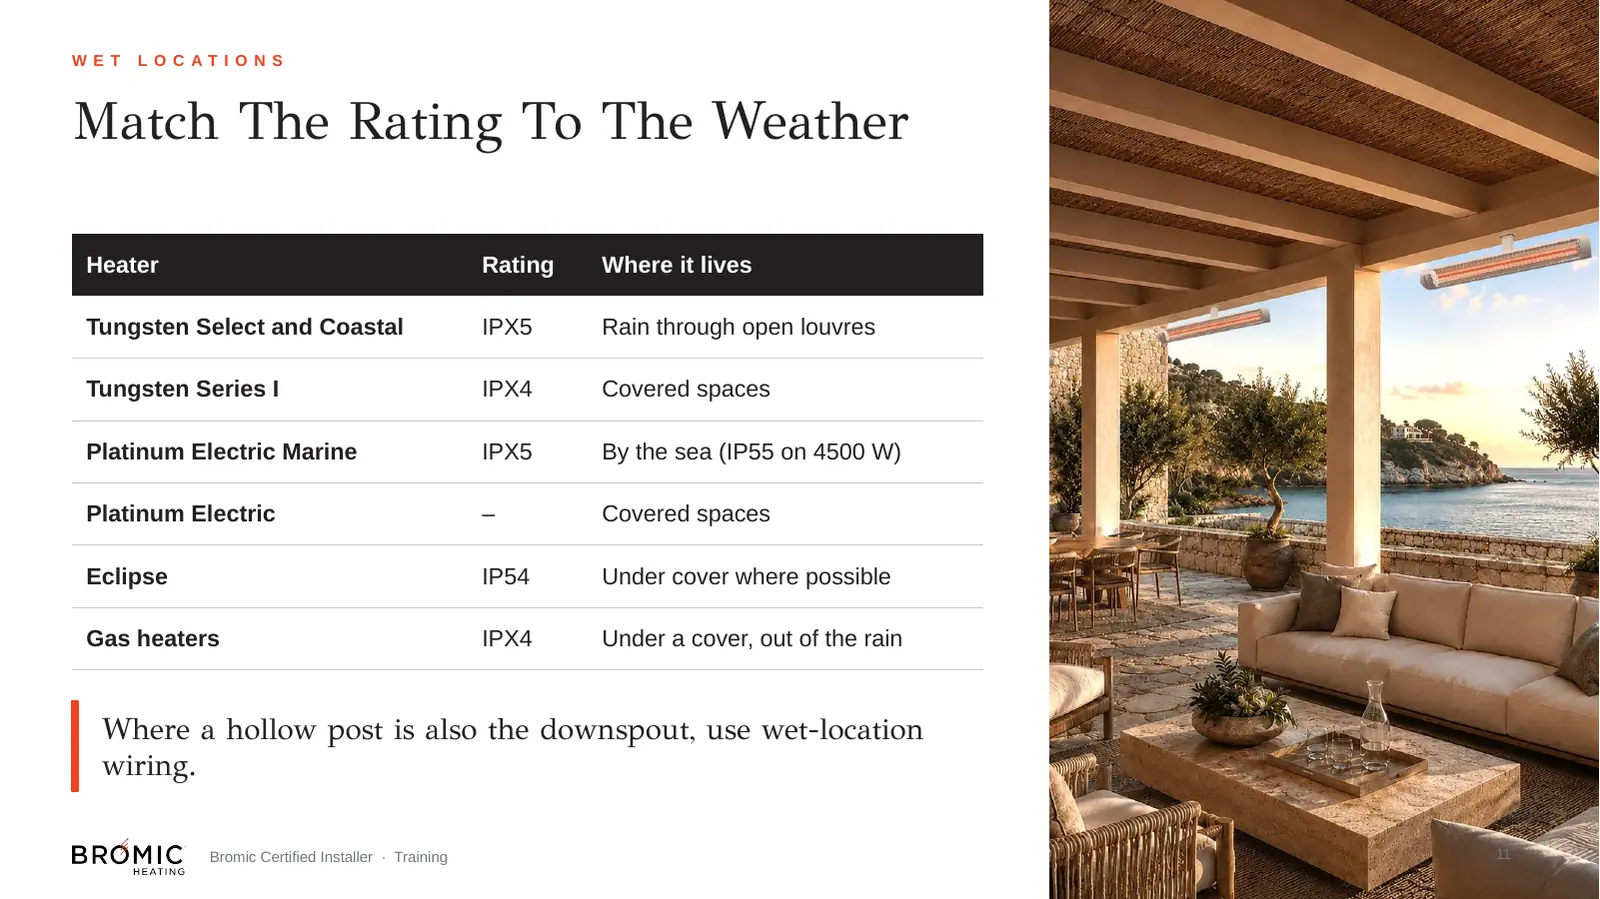 WET LOCATIONS
Match The Rating To The Weather
Heater Rating Where it lives
Tungsten Select and Coastal IPX5 Rain through open louvres
Tungsten Series I IPX4 Covered spaces
Platinum Electric Marine IPX5 By the sea (IP55 on 4500 W)
Platinum Electric – Covered spaces
Eclipse IP54 Under cover where possible
Gas heaters IPX4 Under a cover, out of the rain
Where a hollow post is also the downspout, use wet-location
wiring.
BROMIC
HEATING
Bromic Certified Installer · Training
11